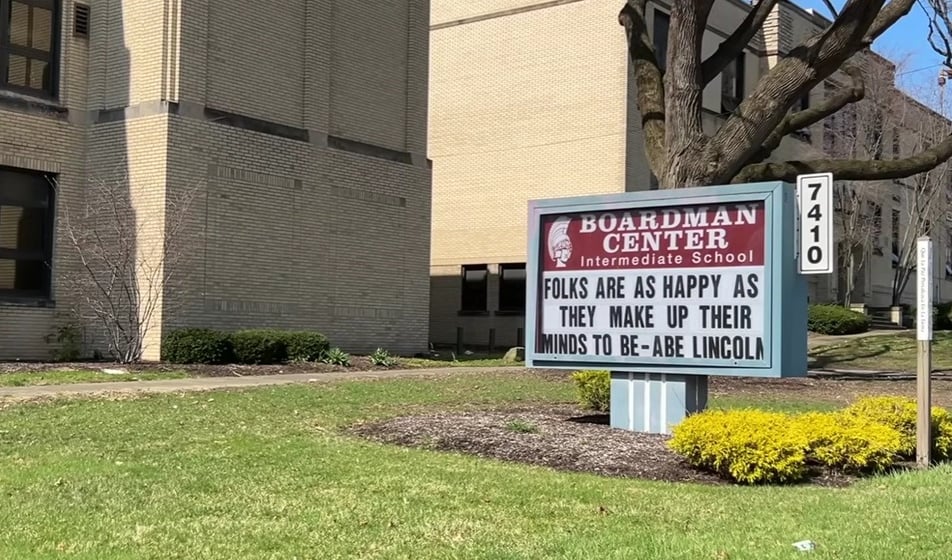 BOARDMAN
CENTER
Intermediate School
FOLKS ARE AS HAPPY AS
THEY MAKE UP THEIR
MINDS TO BE-ABE LINCOLN
7410